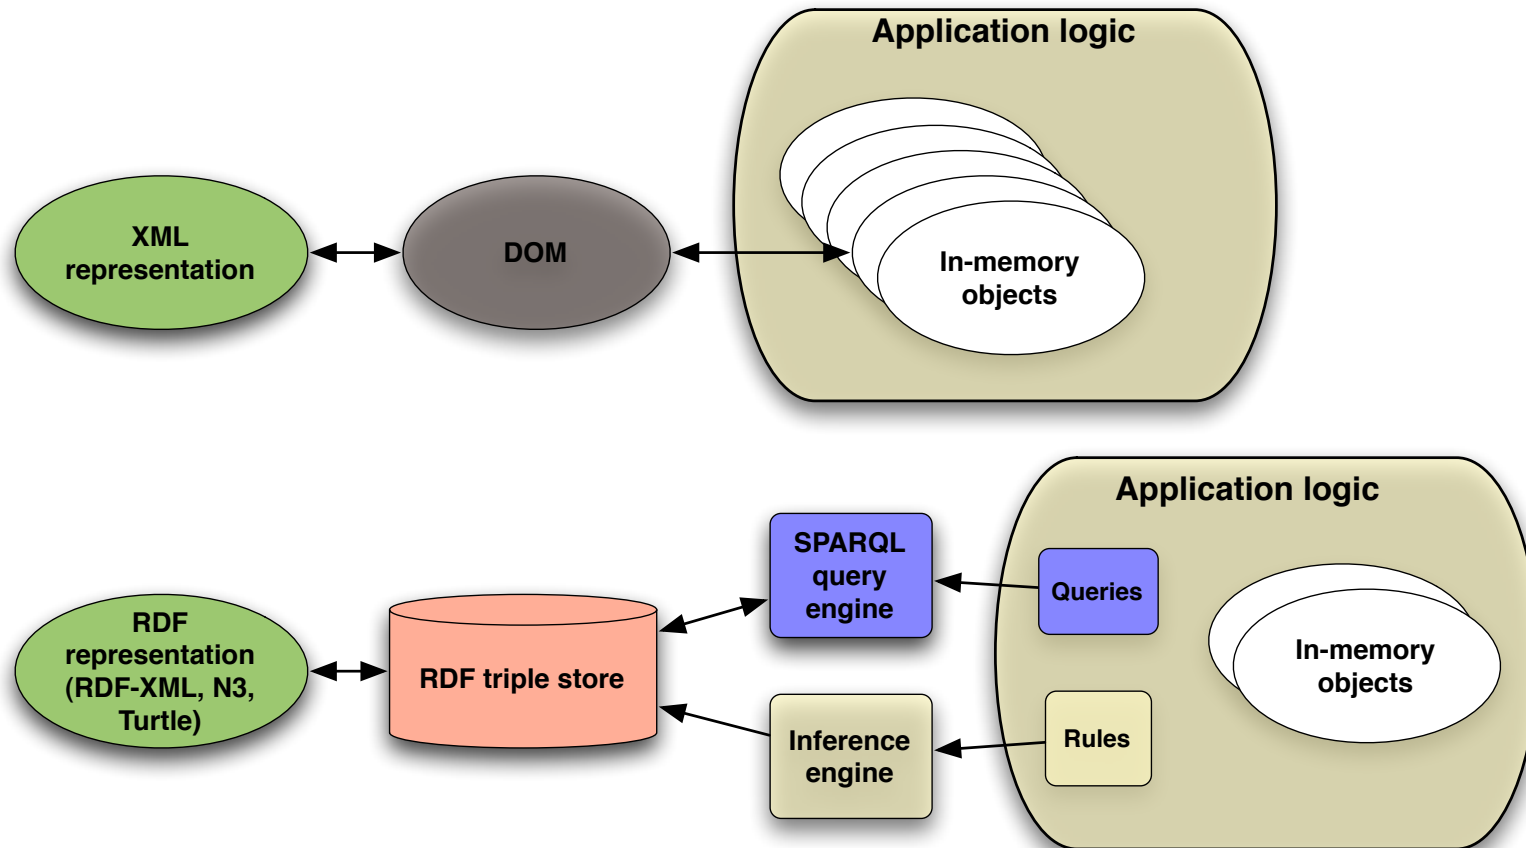 Application logic
XML
representation
DOM
In-memory
objects
Application logic
SPARQL
query
engine
Queries
RDF
representation
(RDF-XML, N3,
Turtle)
RDF triple store
In-memory
objects
Inference
engine
Rules